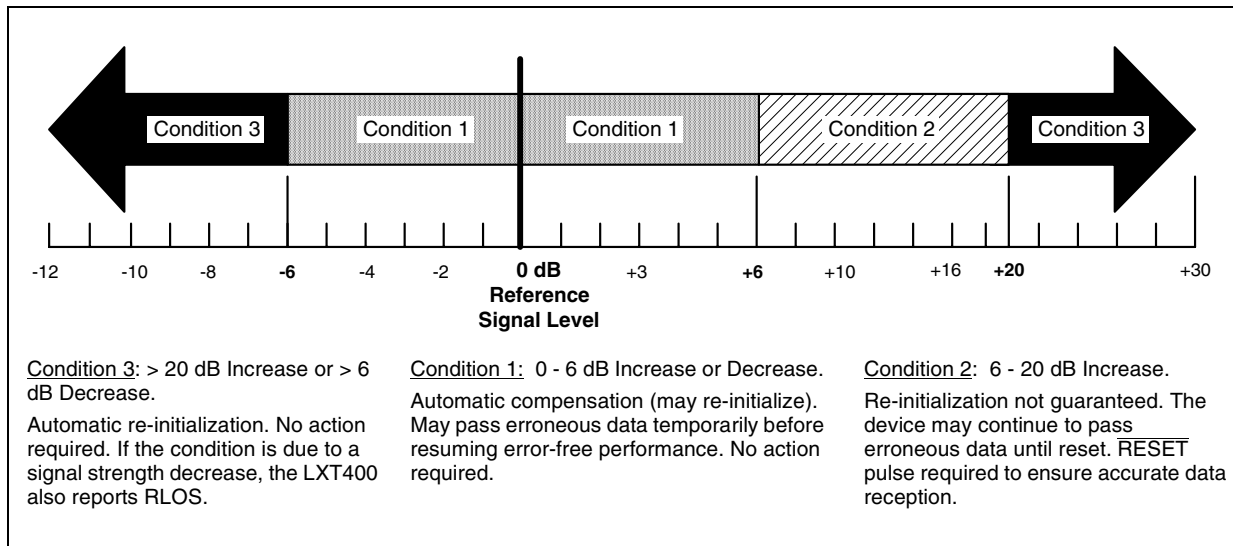 Condition 3 Condition 1 Condition 1 Condition 2 Condition 3
-12 -10 -8 -6 -4 -2 0 dB +3 +6 +10 +16 +20 +30
Reference
Signal Level
Condition 3: > 20 dB Increase or > 6
dB Decrease.
Automatic re-initialization. No action
required. If the condition is due to a
signal strength decrease, the LXT400
also reports RLOS.
Condition 1: 0 - 6 dB Increase or Decrease.
Automatic compensation (may re-initialize).
May pass erroneous data temporarily before
resuming error-free performance. No action
required.
Condition 2: 6 - 20 dB Increase.
Re-initialization not guaranteed. The
device may continue to pass
erroneous data until reset. RESET
pulse required to ensure accurate data
reception.